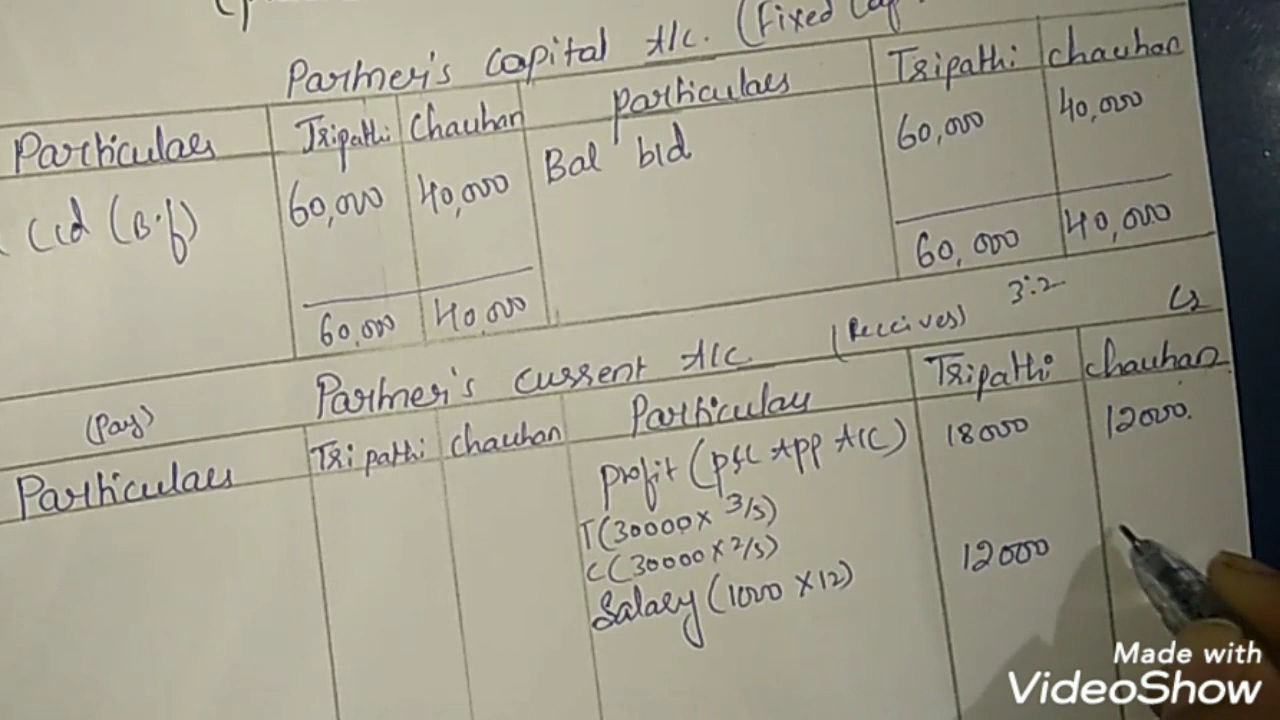 Partner's Capital A/c. (Fixed Cap
Particulars Tripathi Chauhan particulars Tripathi Chauhan
C/d (B.f) 60,000 40,000 Bal b/d 60,000 40,000
60,000 40,000 60,000 40,000
Partner's current A/c. (Receives) 3:2 Cr
(Pay)
Particulars Tripathi Chauhan Particulars Tripathi Chauhan
Profit (P&L App A/C) 18000 12000.
T(30000 x 3/5)
C(30000 x 2/5)
Salary (1000 x 12) 12000
Made with
VideoShow